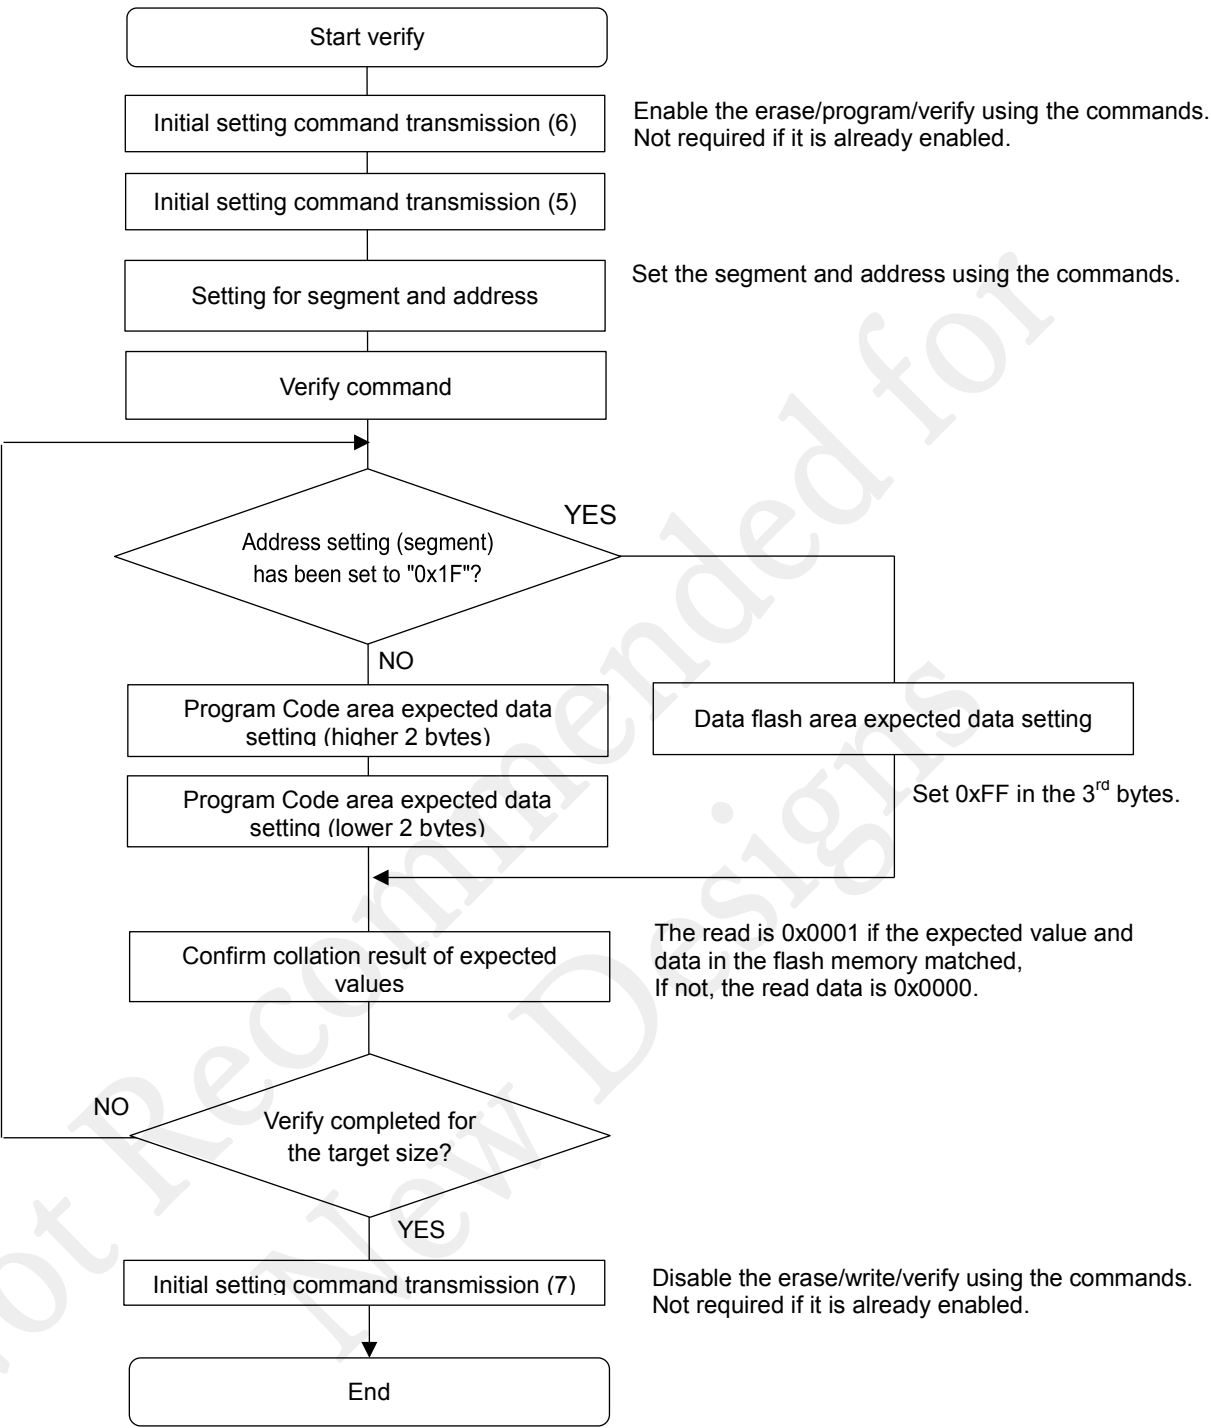 Start verify
Initial setting command transmission (6)
Enable the erase/program/verify using the commands.
Not required if it is already enabled.
Initial setting command transmission (5)
Setting for segment and address
Set the segment and address using the commands.
Verify command
YES
Address setting (segment)
has been set to "0x1F"?
NO
Program Code area expected data
setting (higher 2 bytes)
Data flash area expected data setting
Program Code area expected data
setting (lower 2 bytes)
Set 0xFF in the 3rd bytes.
Confirm collation result of expected
values
The read is 0x0001 if the expected value and
data in the flash memory matched,
If not, the read data is 0x0000.
NO
Verify completed for
the target size?
YES
Initial setting command transmission (7)
Disable the erase/write/verify using the commands.
Not required if it is already enabled.
End
Not Recommended for
New Designs